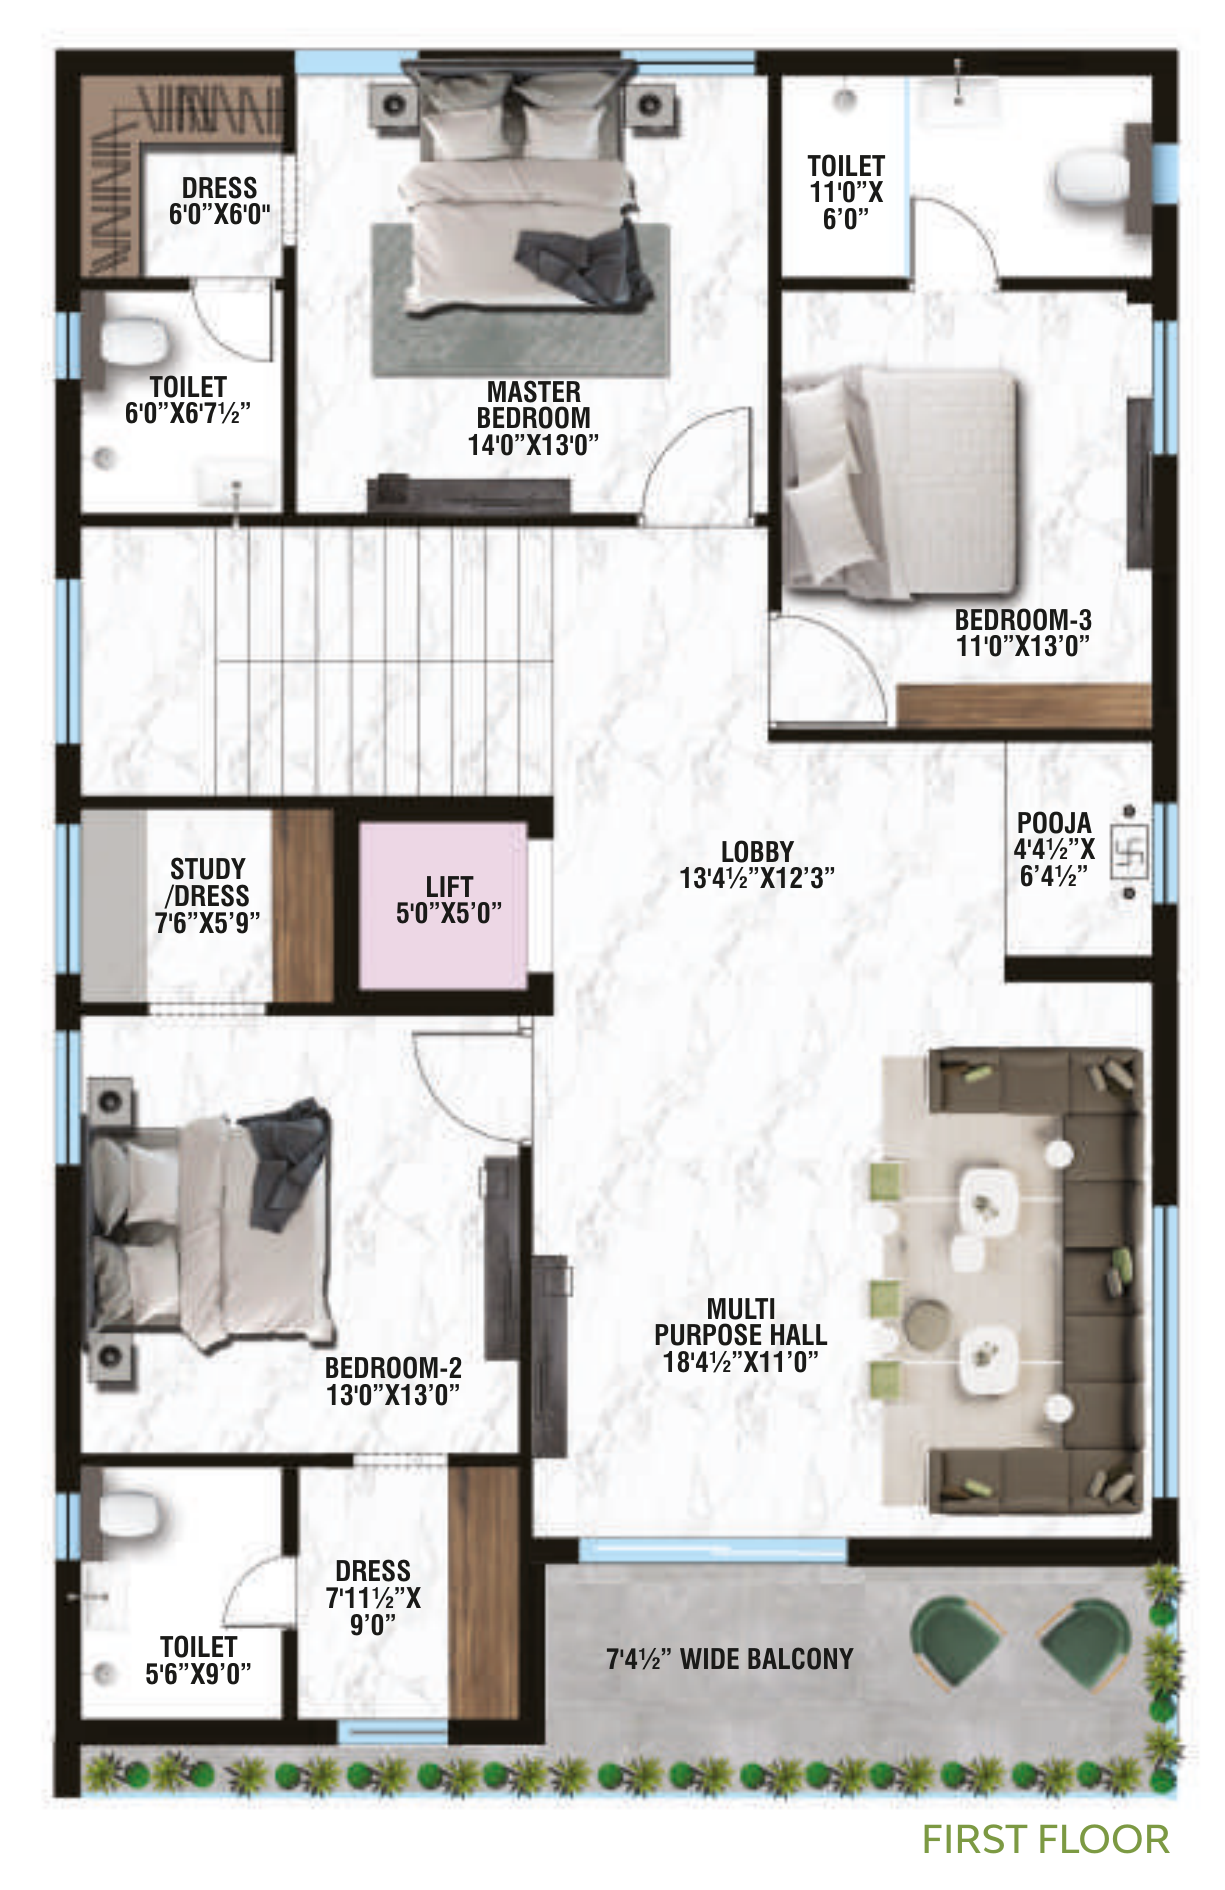 DRESS
6'0”X6'0"
TOILET
11'0”X
6’0”
TOILET
6'0”X6'7½”
MASTER
BEDROOM
14'0”X13'0”
BEDROOM-3
11'0”X13’0”
STUDY
/DRESS
7'6”X5’9”
LIFT
5'0”X5’0”
LOBBY
13'4½”X12’3”
POOJA
4'4½”X
6’4½”
MULTI
PURPOSE HALL
18'4½”X11’0”
BEDROOM-2
13'0”X13’0”
DRESS
7'11½”X
9’0”
TOILET
5'6”X9’0”
7'4½” WIDE BALCONY
FIRST FLOOR